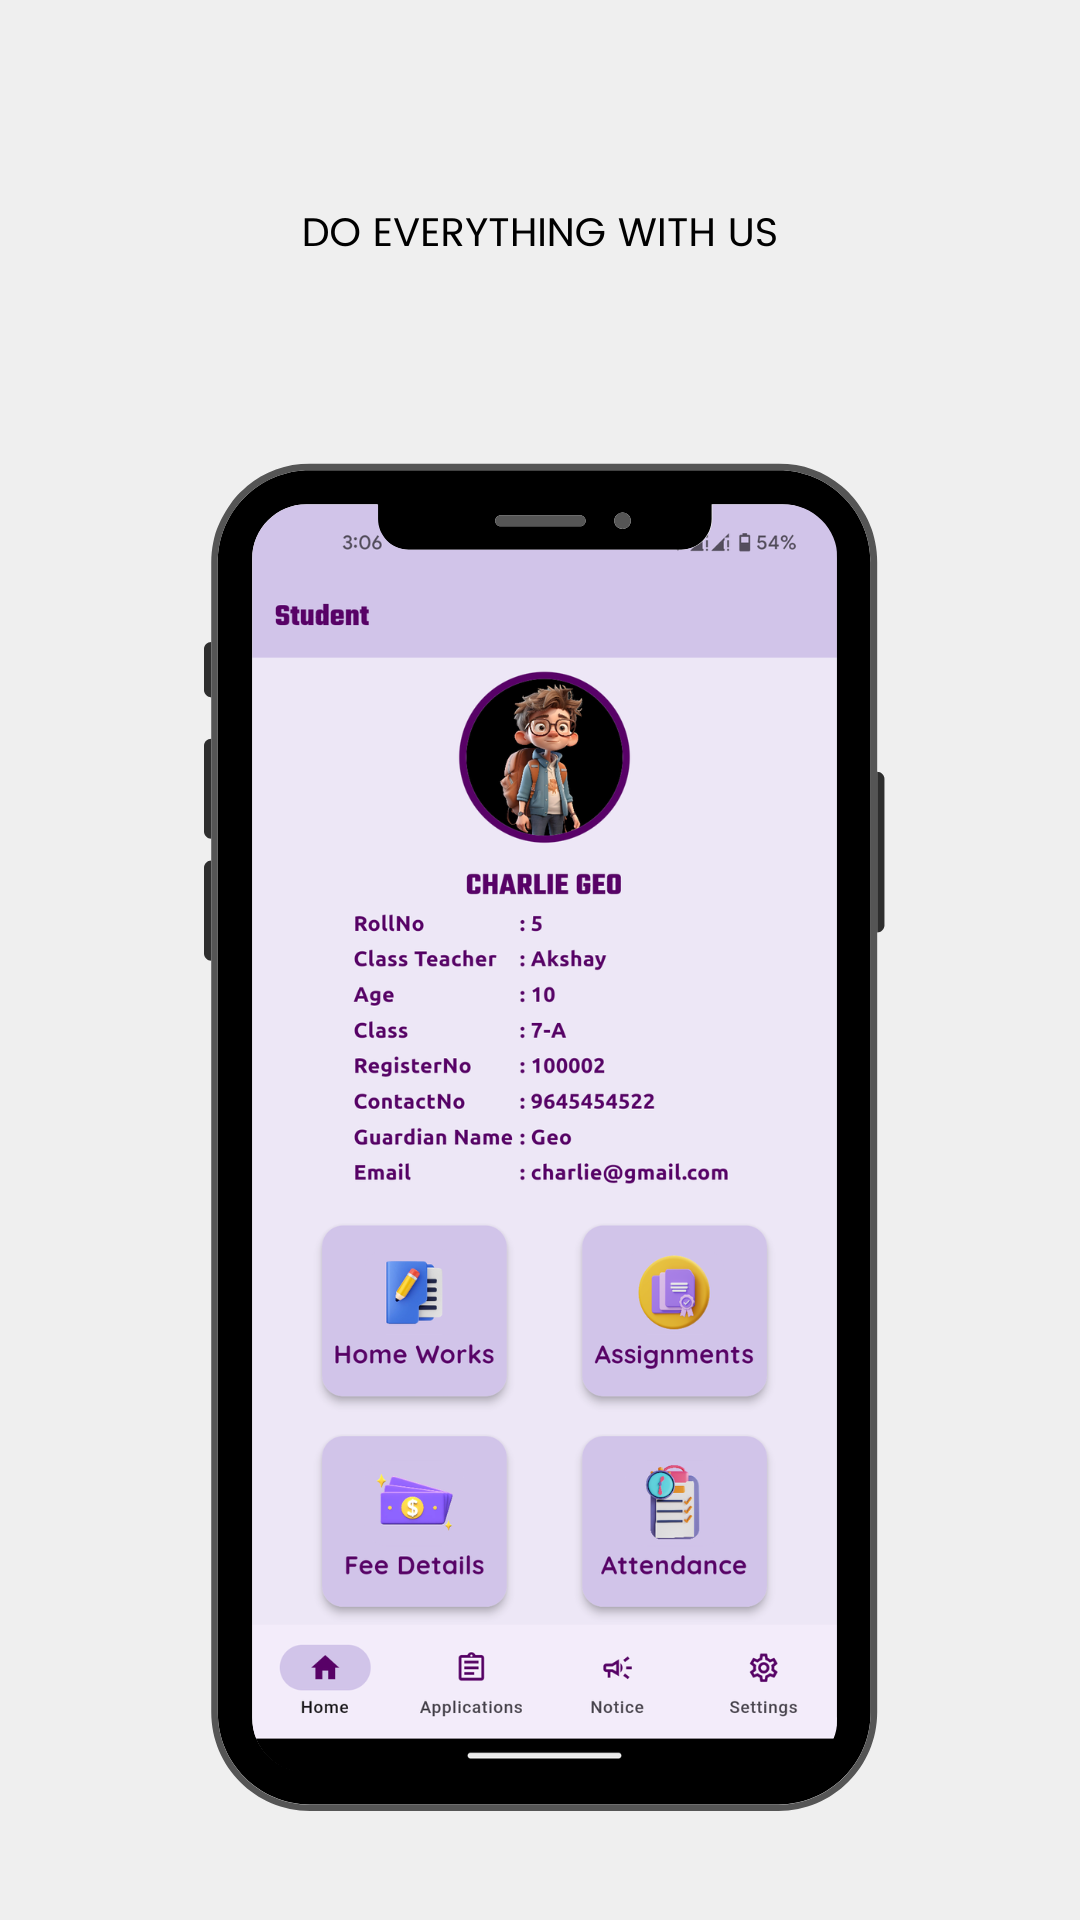 DO EVERYTHING WITH US
3:06 54%
Student
CHARLIE GEO
RollNo : 5
Class Teacher : Akshay
Age : 10
Class : 7-A
RegisterNo : 100002
ContactNo : 9645454522
Guardian Name : Geo
Email : charlie@gmail.com
Home Works Assignments
Fee Details Attendance
Home Applications Notice Settings